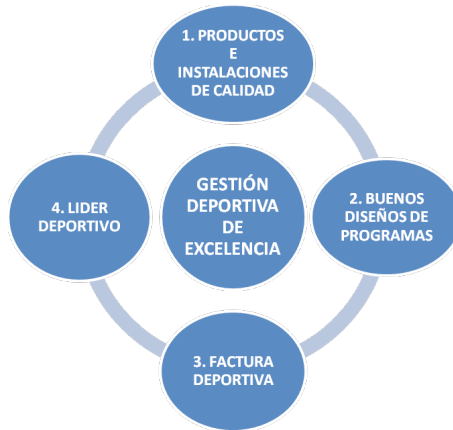 1. PRODUCTOS
E
INSTALACIONES
DE CALIDAD
GESTIÓN
DEPORTIVA
DE
EXCELENCIA
2. BUENOS
DISEÑOS DE
PROGRAMAS
3. FACTURA
DEPORTIVA
4. LIDER
DEPORTIVO